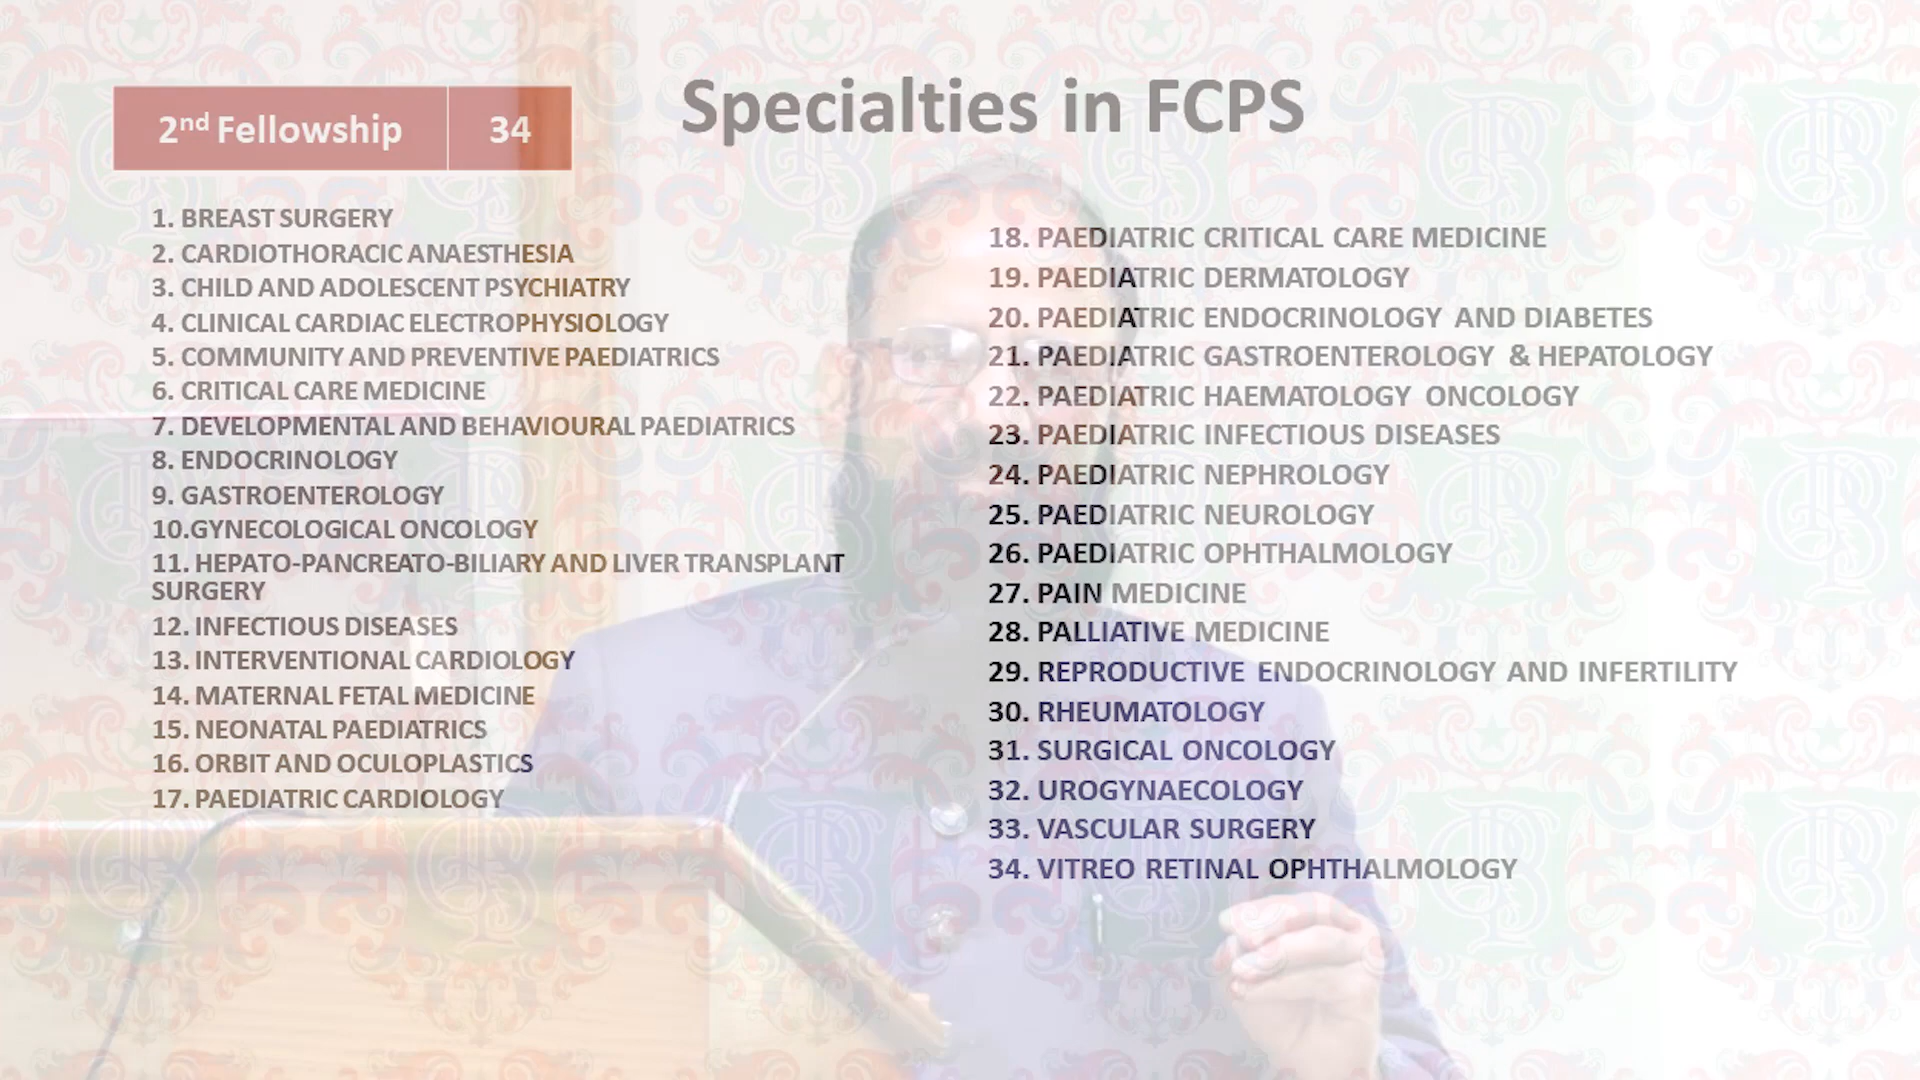 Specialties in FCPS
2nd Fellowship 34
1. BREAST SURGERY
2. CARDIOTHORACIC ANAESTHESIA
3. CHILD AND ADOLESCENT PSYCHIATRY
4. CLINICAL CARDIAC ELECTROPHYSIOLOGY
5. COMMUNITY AND PREVENTIVE PAEDIATRICS
6. CRITICAL CARE MEDICINE
7. DEVELOPMENTAL AND BEHAVIOURAL PAEDIATRICS
8. ENDOCRINOLOGY
9. GASTROENTEROLOGY
10.GYNECOLOGICAL ONCOLOGY
11. HEPATO-PANCREATO-BILIARY AND LIVER TRANSPLANT
SURGERY
12. INFECTIOUS DISEASES
13. INTERVENTIONAL CARDIOLOGY
14. MATERNAL FETAL MEDICINE
15. NEONATAL PAEDIATRICS
16. ORBIT AND OCULOPLASTICS
17. PAEDIATRIC CARDIOLOGY
18. PAEDIATRIC CRITICAL CARE MEDICINE
19. PAEDIATRIC DERMATOLOGY
20. PAEDIATRIC ENDOCRINOLOGY AND DIABETES
21. PAEDIATRIC GASTROENTEROLOGY & HEPATOLOGY
22. PAEDIATRIC HAEMATOLOGY ONCOLOGY
23. PAEDIATRIC INFECTIOUS DISEASES
24. PAEDIATRIC NEPHROLOGY
25. PAEDIATRIC NEUROLOGY
26. PAEDIATRIC OPHTHALMOLOGY
27. PAIN MEDICINE
28. PALLIATIVE MEDICINE
29. REPRODUCTIVE ENDOCRINOLOGY AND INFERTILITY
30. RHEUMATOLOGY
31. SURGICAL ONCOLOGY
32. UROGYNAECOLOGY
33. VASCULAR SURGERY
34. VITREO RETINAL OPHTHALMOLOGY